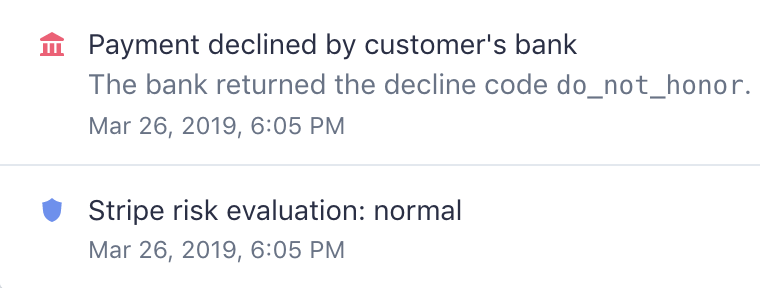 Payment declined by customer's bank
The bank returned the decline code do_not_honor.
Mar 26, 2019, 6:05 PM
Stripe risk evaluation: normal
Mar 26, 2019, 6:05 PM